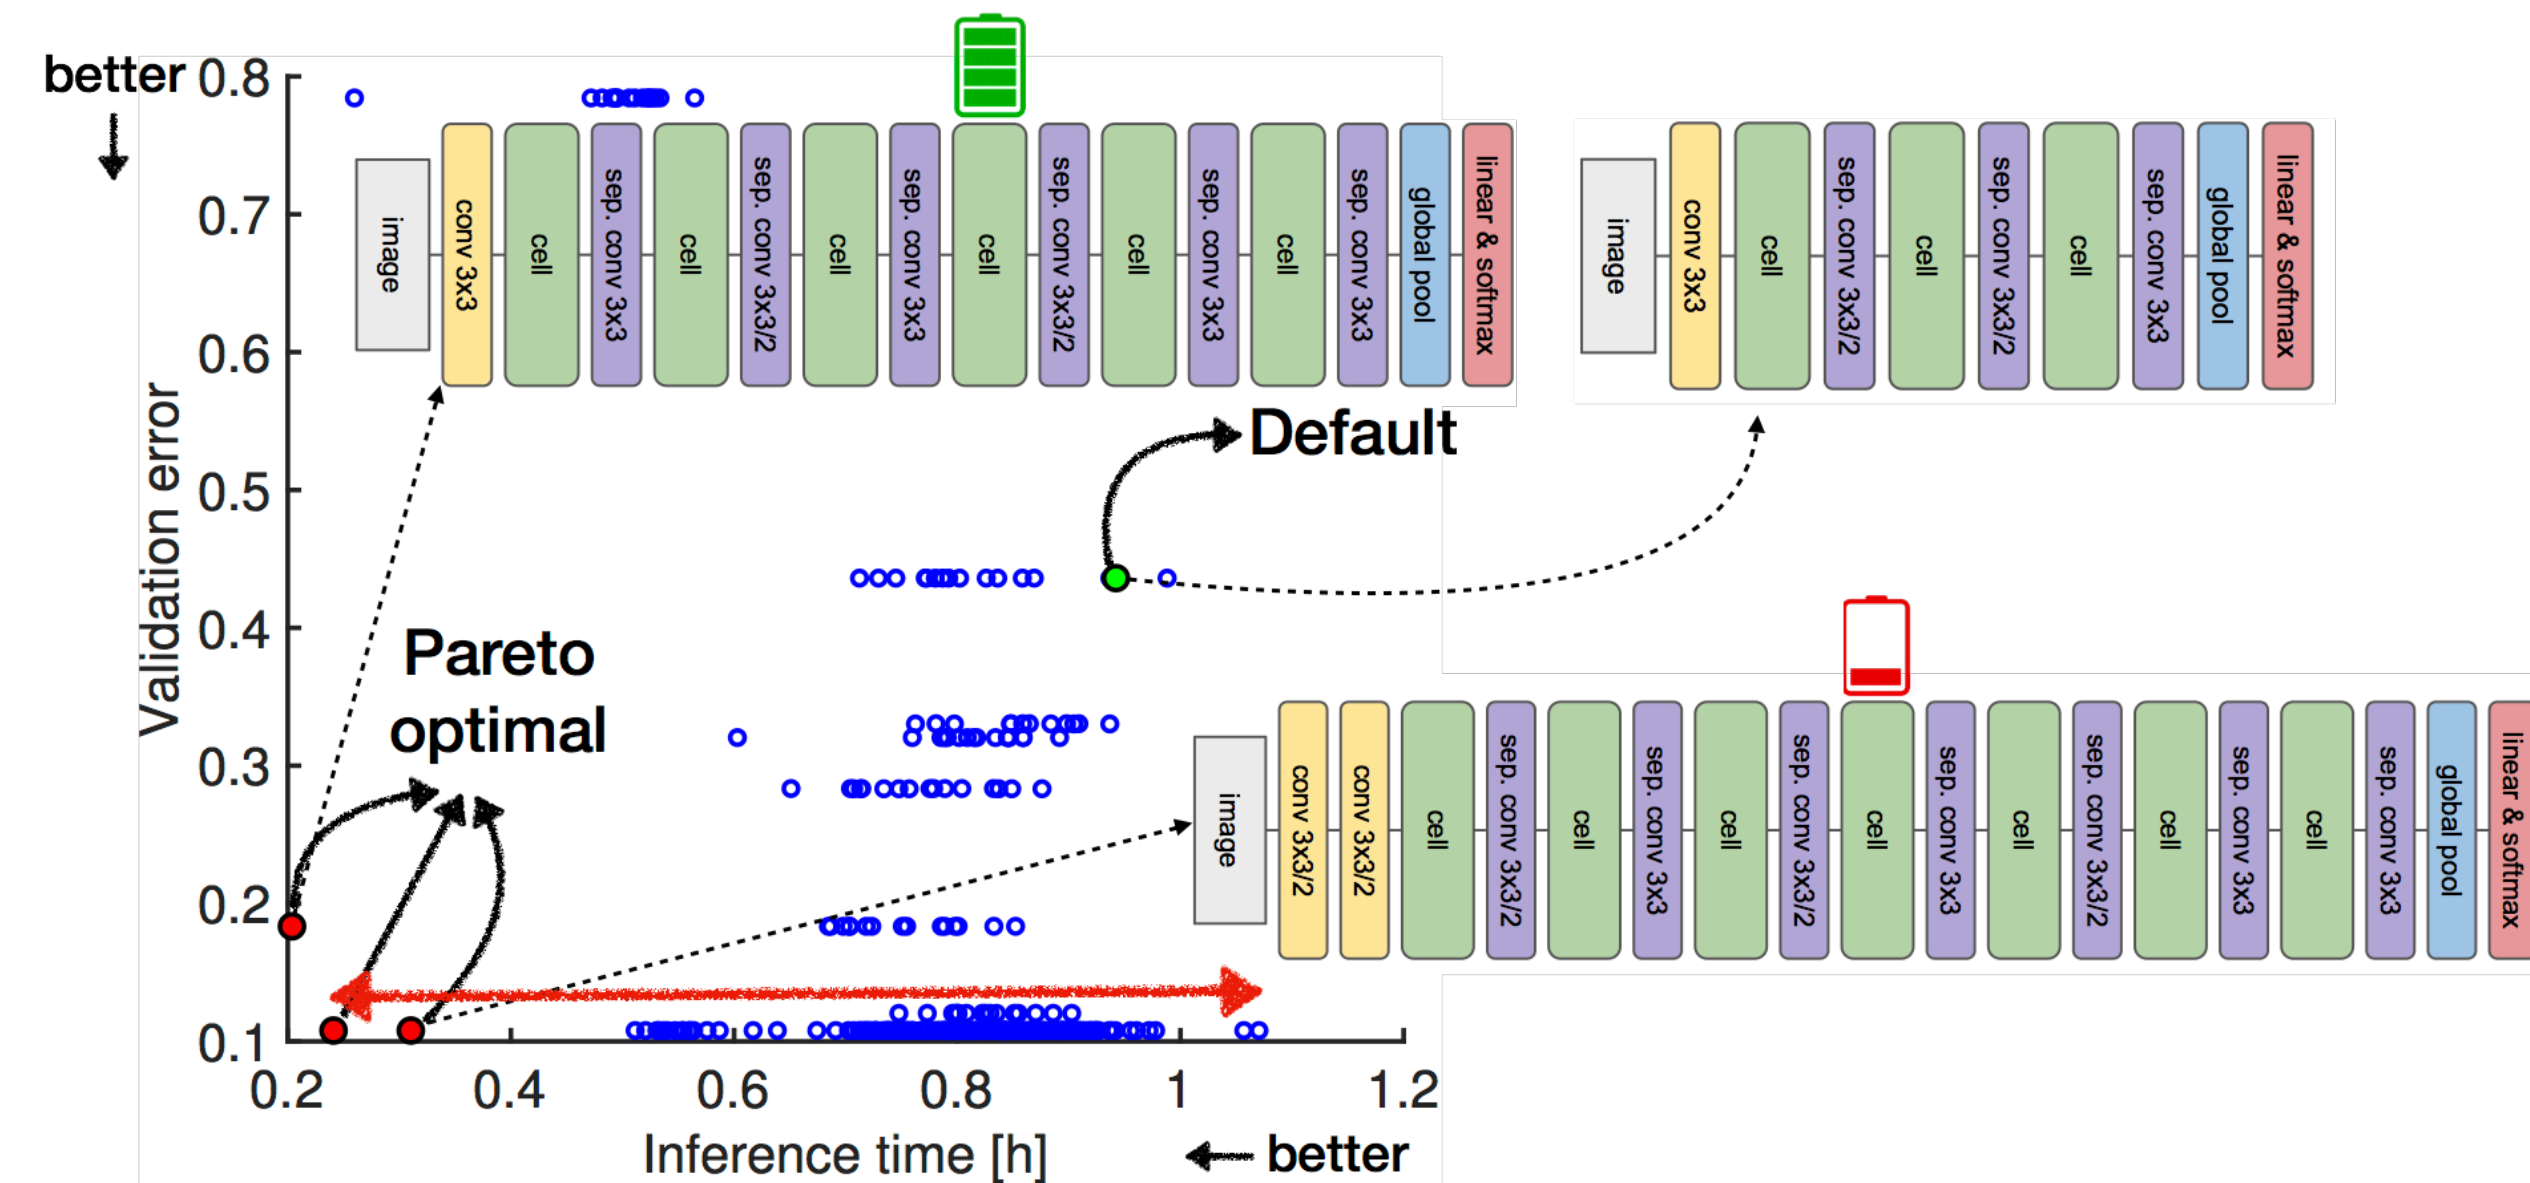 better
0.8
0.7
0.6
0.5
0.4
0.3
0.2
0.1
Validation error
image
conv 3x3
cell
sep. conv 3x3
cell
sep. conv 3x3/2
cell
sep. conv 3x3
cell
sep. conv 3x3/2
cell
sep. conv 3x3
cell
sep. conv 3x3
global pool
linear & softmax
image
conv 3x3
cell
sep. conv 3x3/2
cell
sep. conv 3x3/2
cell
sep. conv 3x3
global pool
linear & softmax
Default
Pareto
optimal
image
conv 3x3/2
conv 3x3/2
cell
sep. conv 3x3/2
cell
sep. conv 3x3
cell
sep. conv 3x3/2
cell
sep. conv 3x3
cell
sep. conv 3x3/2
cell
sep. conv 3x3
cell
sep. conv 3x3
global pool
linear & softmax
0.2 0.4 0.6 0.8 1 1.2
Inference time [h]
better